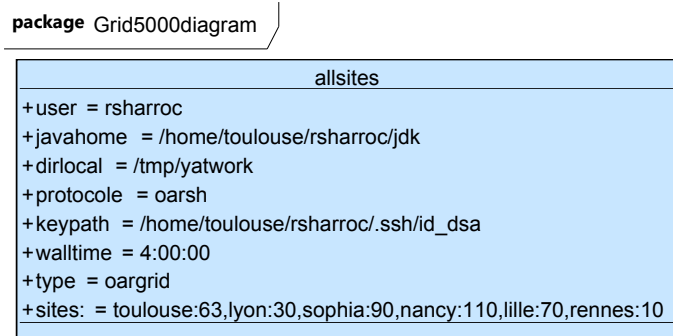 package Grid5000diagram
allsites
+user = rsharroc
+javahome = /home/toulouse/rsharroc/jdk
+dirlocal = /tmp/yatwork
+protocole = oarsh
+keypath = /home/toulouse/rsharroc/.ssh/id_dsa
+walltime = 4:00:00
+type = oargrid
+sites: = toulouse:63,lyon:30,sophia:90,nancy:110,lille:70,rennes:10